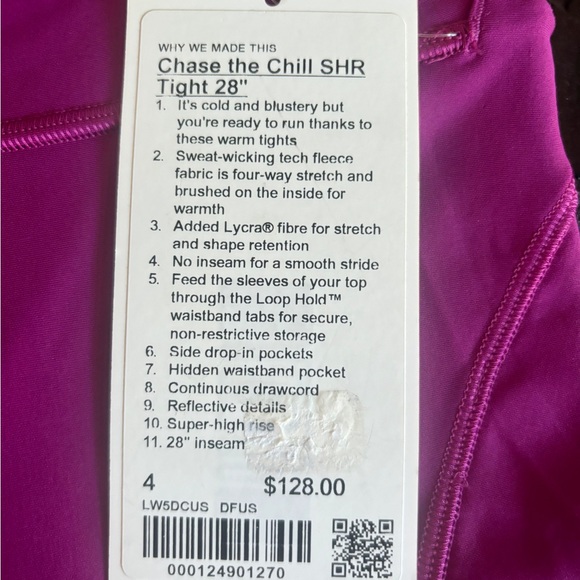 WHY WE MADE THIS
Chase the Chill SHR
Tight 28"
1. It's cold and blustery but
you're ready to run thanks to
these warm tights
2. Sweat-wicking tech fleece
fabric is four-way stretch and
brushed on the inside for
warmth
3. Added Lycra® fibre for stretch
and shape retention
4. No inseam for a smooth stride
5. Feed the sleeves of your top
through the Loop Hold™
waistband tabs for secure,
non-restrictive storage
6. Side drop-in pockets
7. Hidden waistband pocket
8. Continuous drawcord
9. Reflective details
10. Super-high rise
11. 28" inseam
4 $128.00
LW5DCUS DFUS
000124901270